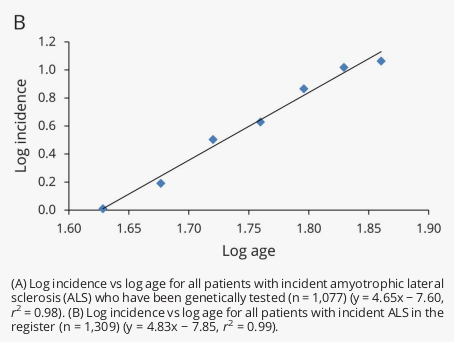 B
1.2
1.0
0.8
0.6
0.4
0.2
0.0
Log incidence
1.60 1.65 1.70 1.75 1.80 1.85 1.90
Log age
(A) Log incidence vs log age for all patients with incident amyotrophic lateral
sclerosis (ALS) who have been genetically tested (n = 1,077) (y = 4.65x − 7.60,
r² = 0.98). (B) Log incidence vs log age for all patients with incident ALS in the
register (n = 1,309) (y = 4.83x − 7.85, r² = 0.99).